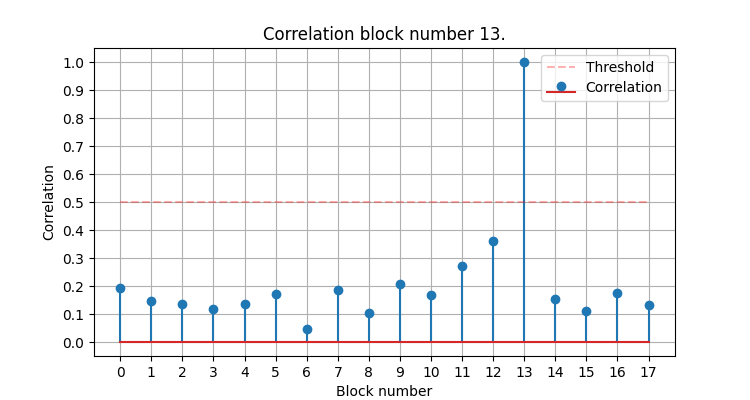 Correlation block number 13.
Threshold
Correlation
1.0
0.9
0.8
0.7
0.6
0.5
0.4
0.3
0.2
0.1
0.0
Correlation
0 1 2 3 4 5 6 7 8 9 10 11 12 13 14 15 16 17
Block number